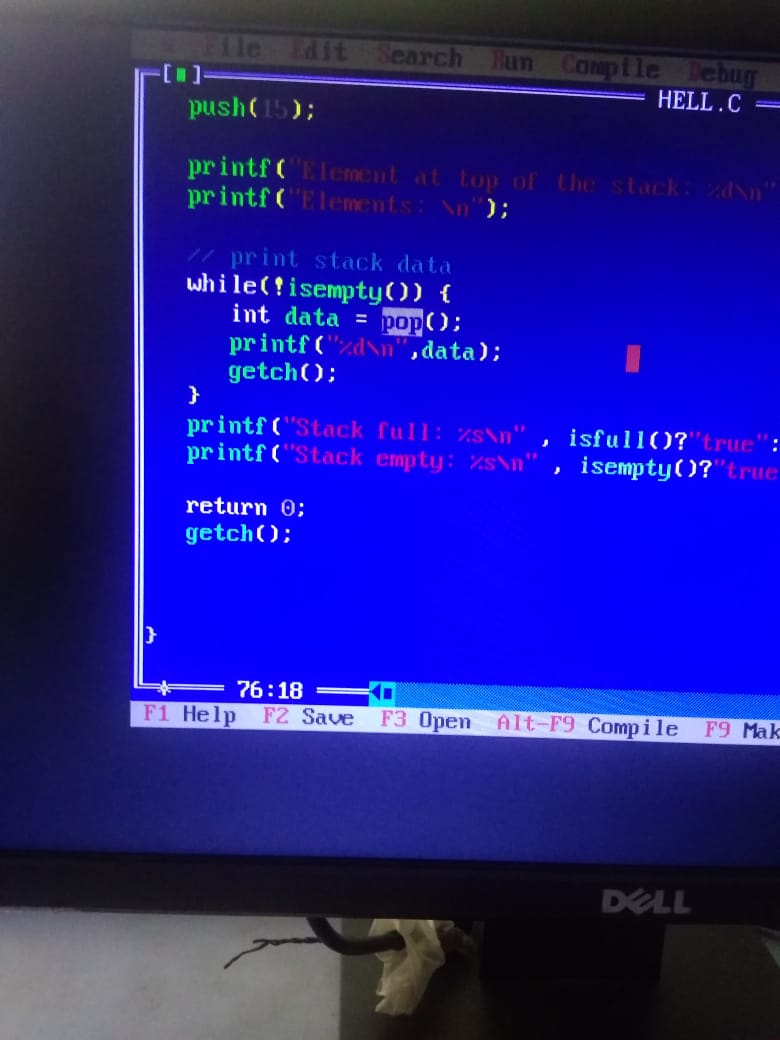 File Edit Search Run Compile Debug
[■] HELL.C
push(15);
printf("Element at top of the stack: %d\n"
printf("Elements: \n");
// print stack data
while(!isempty()) {
int data = pop();
printf("%d\n",data);
getch();
}
printf("Stack full: %s\n" , isfull()?"true":
printf("Stack empty: %s\n" , isempty()?"true
return 0;
getch();
}
76:18
F1 Help F2 Save F3 Open Alt-F9 Compile F9 Mak
DELL